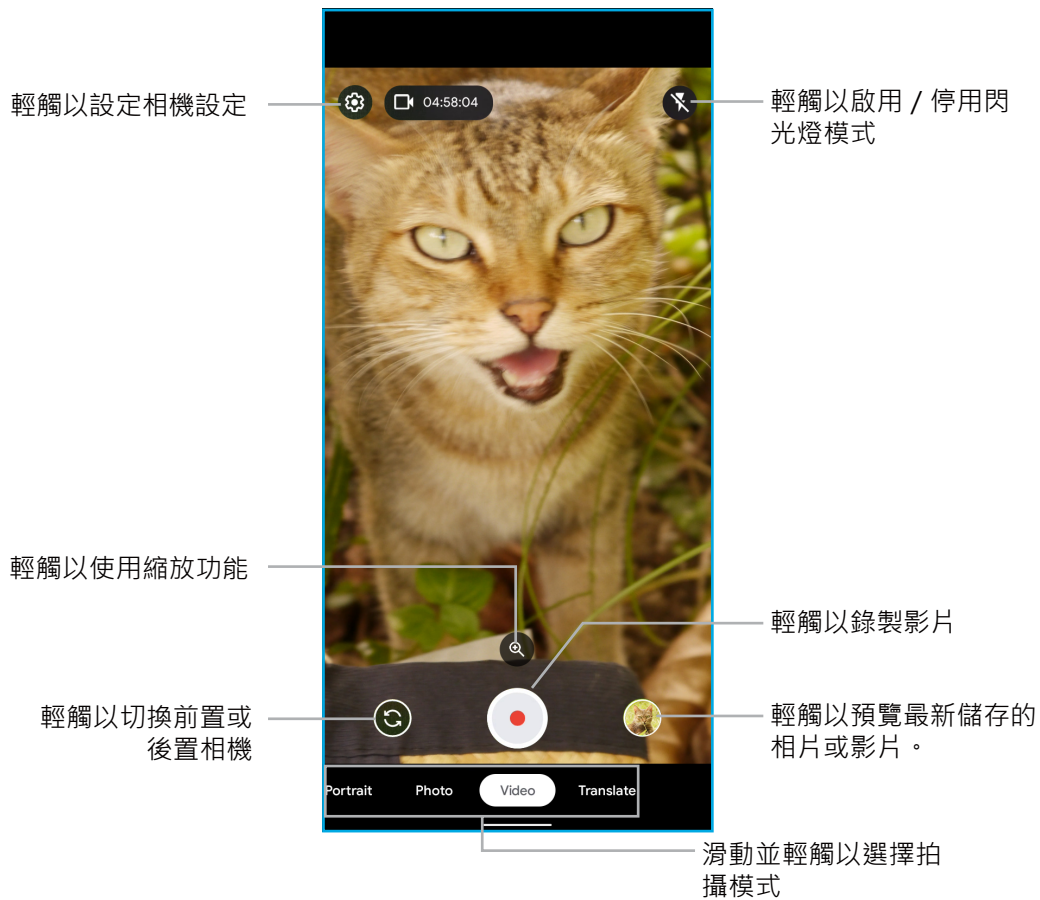 輕觸以設定相機設定
04:58:04
輕觸以啟用 / 停用閃
光燈模式
輕觸以使用縮放功能
輕觸以錄製影片
輕觸以切換前置或
後置相機
輕觸以預覽最新儲存的
相片或影片。
Portrait
Photo
Video
Translate
滑動並輕觸以選擇拍
攝模式